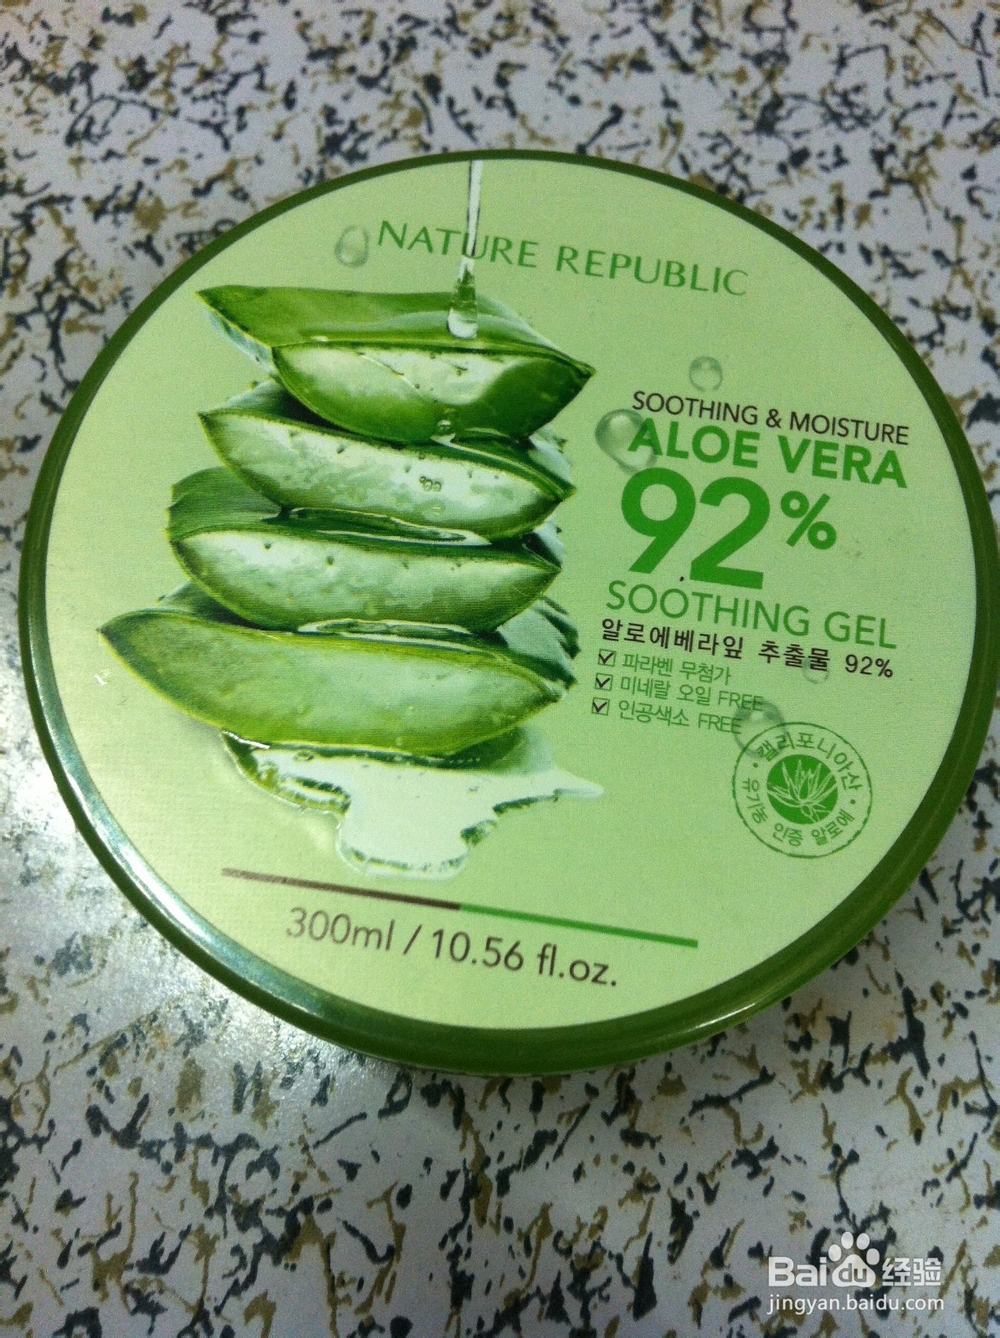 NATURE REPUBLIC
SOOTHING & MOISTURE
ALOE VERA
92%
SOOTHING GEL
알로에베라잎 추출물 92%
파라벤 무첨가
미네랄 오일 FREE
인공색소 FREE
캘리포니아산
유기농 인증 알로에
300ml / 10.56 fl.oz.
Baidu经验
jingyan.baidu.com